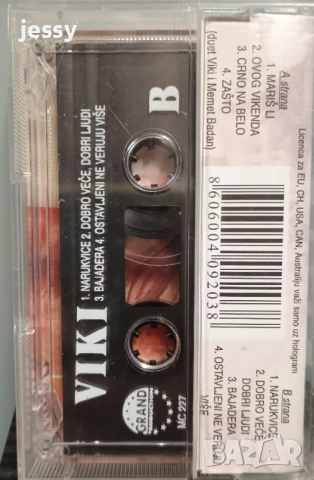 jessy
VIKI
1. NARUKVICE 2. DOBRO VEČE, DOBRI LJUDI
3. BAJADERA 4. OSTAVLJENI NE VERUJU VIŠE
B
GRAND
MC 227
A strana
1. MARIŠ LI
2. OVOG VIKENDA
3. CRNO NA BELO
4. ZAŠTO
(duet Viki i Memet Badan)
8 606004 092038
Licenca za EU, CH, USA, CAN, Australiju važi samo uz hologram
B strana
1. NARUKVICE
2. DOBRO VEČE
DOBRI LJUDI
3. BAJADERA
4. OSTAVLJENI NE VERUJU
VIŠE
BAZAR